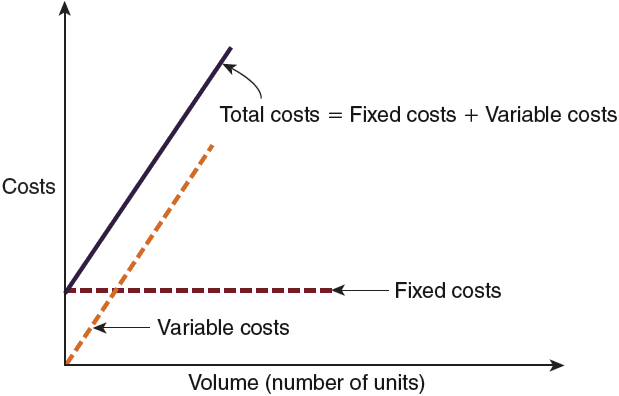 Total costs = Fixed costs + Variable costs
Costs
Fixed costs
Variable costs
Volume (number of units)